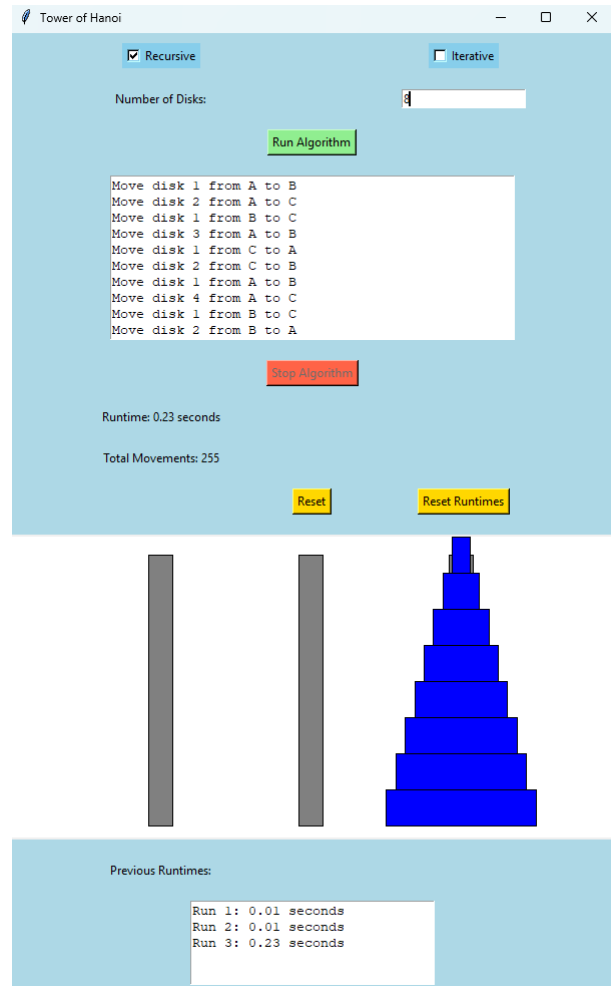 Tower of Hanoi
Recursive
Iterative
Number of Disks:
8
Run Algorithm
Move disk 1 from A to B
Move disk 2 from A to C
Move disk 1 from B to C
Move disk 3 from A to B
Move disk 1 from C to A
Move disk 2 from C to B
Move disk 1 from A to B
Move disk 4 from A to C
Move disk 1 from B to C
Move disk 2 from B to A
Stop Algorithm
Runtime: 0.23 seconds
Total Movements: 255
Reset
Reset Runtimes
Previous Runtimes:
Run 1: 0.01 seconds
Run 2: 0.01 seconds
Run 3: 0.23 seconds